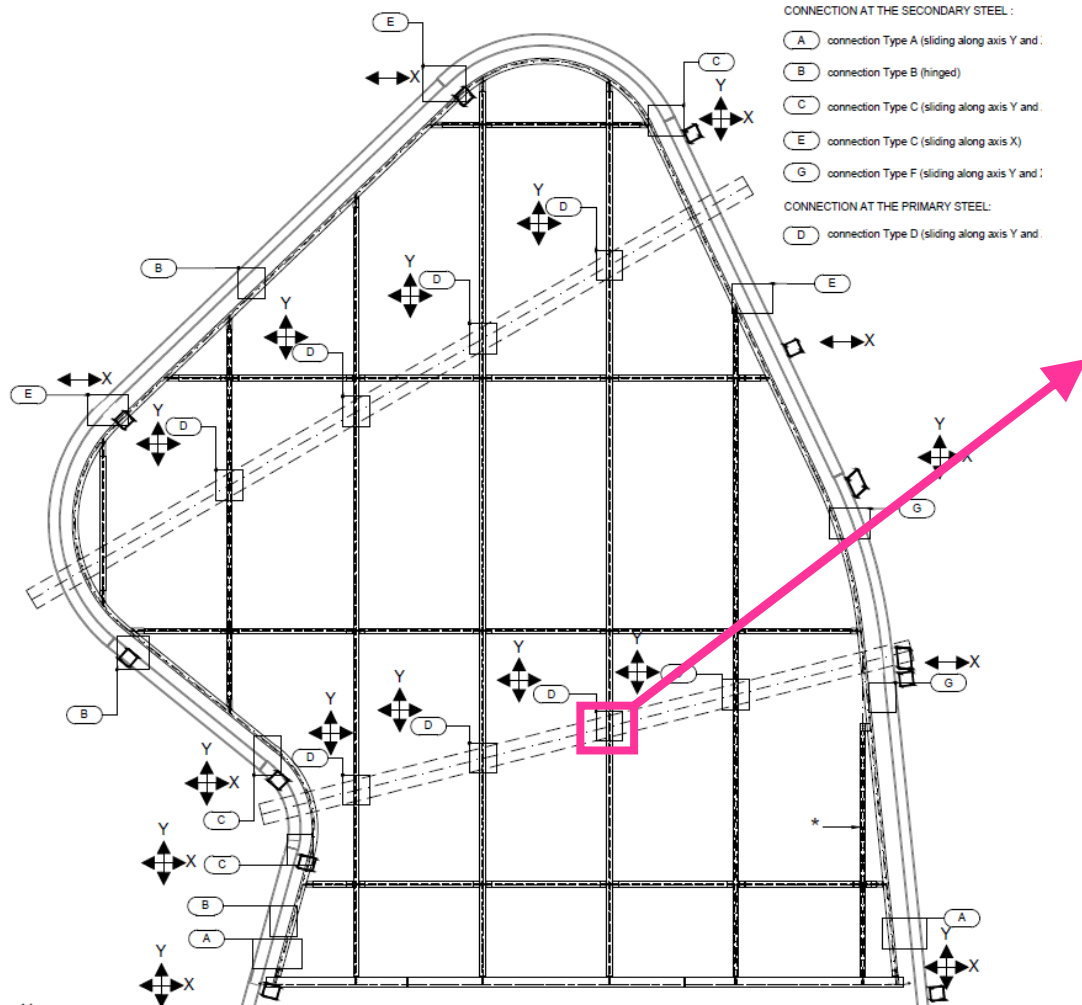 CONNECTION AT THE SECONDARY STEEL :
A connection Type A (sliding along axis Y and
B connection Type B (hinged)
C connection Type C (sliding along axis Y and
E connection Type C (sliding along axis X)
G connection Type F (sliding along axis Y and
CONNECTION AT THE PRIMARY STEEL:
D connection Type D (sliding along axis Y and
E
X
C
Y
X
Y
D
B
Y
D
E
Y
D
X
E
X
Y
D
Y
X
G
Y
Y
D
X
G
B
Y
D
Y
D
Y
X
C
*
Y
X
C
B
A
A
Y
X
Y
X